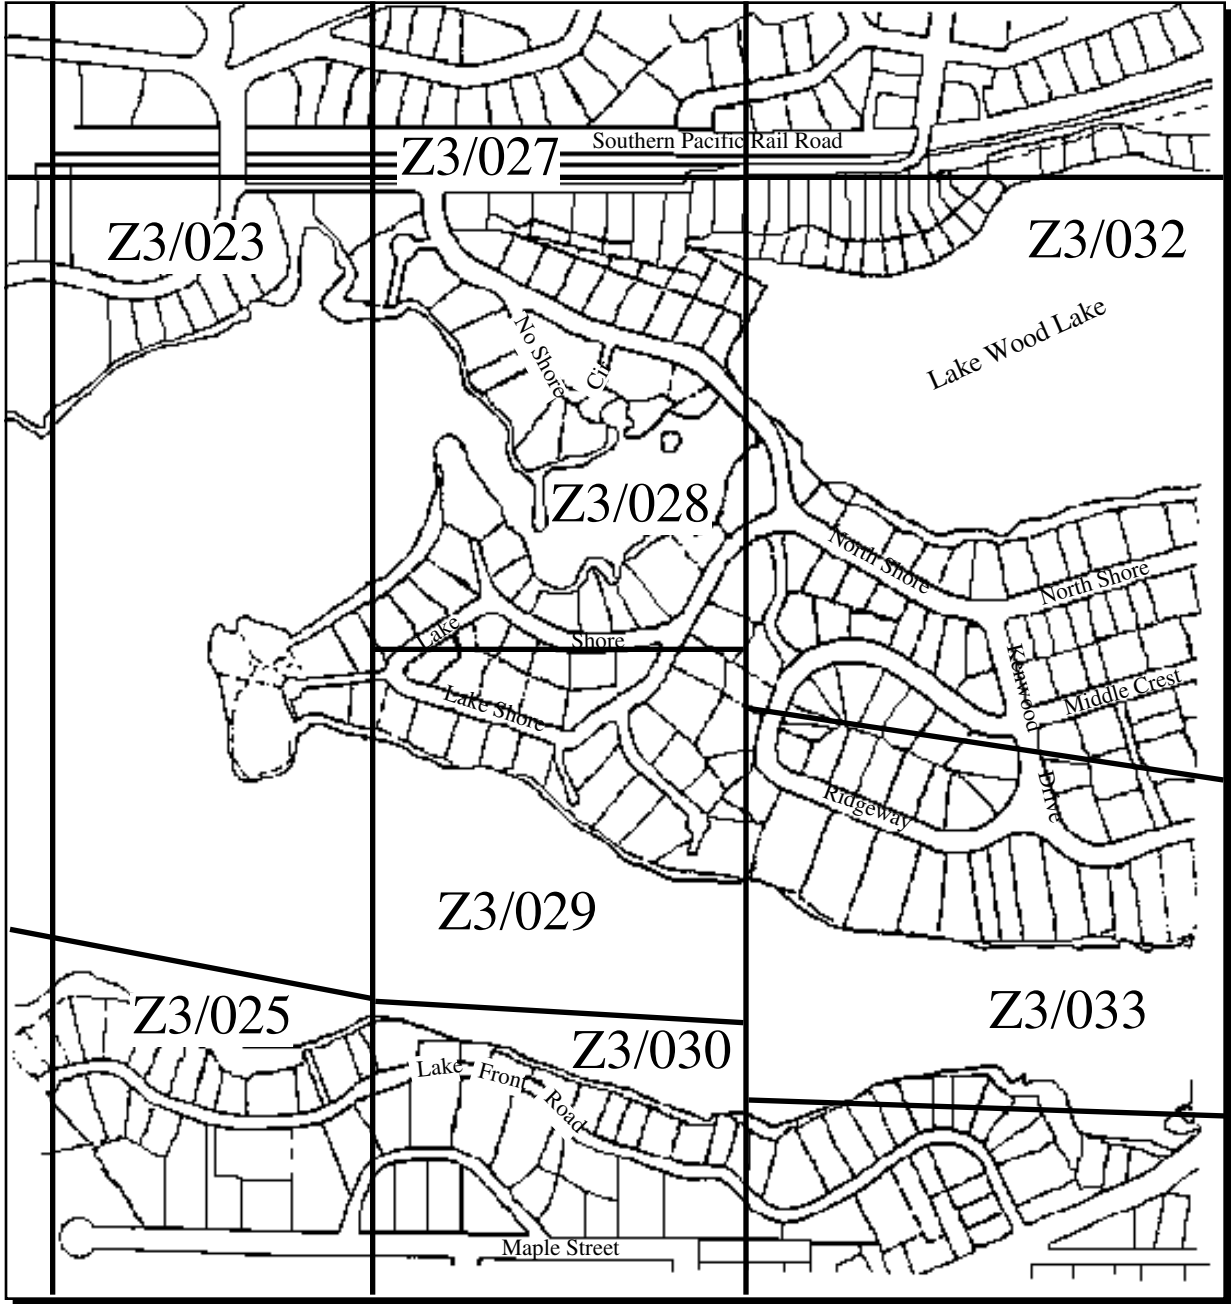 Southern Pacific Rail Road
Z3/027
Z3/023
Z3/032
Lake Wood Lake
No Shore
Cir
Z3/028
North Shore
North Shore
Lake
Shore
Kenwood
Middle Crest
Lake Shore
Ridgeway
Drive
Z3/029
Z3/025
Z3/033
Z3/030
Lake Front Road
Maple Street